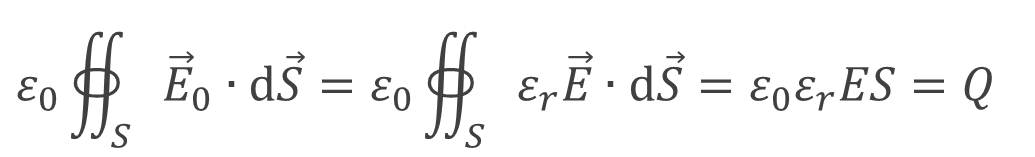 ε₀∯_S E⃗₀ · dS⃗ = ε₀∯_S ε_r E⃗ · dS⃗ = ε₀ε_r ES = Q